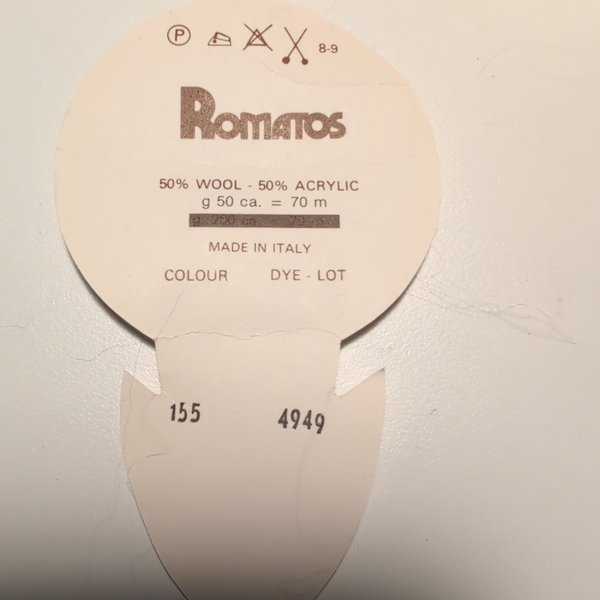 P 8-9
ROMATOS
50% WOOL - 50% ACRYLIC
g 50 ca. = 70 m
MADE IN ITALY
COLOUR DYE - LOT
155 4949